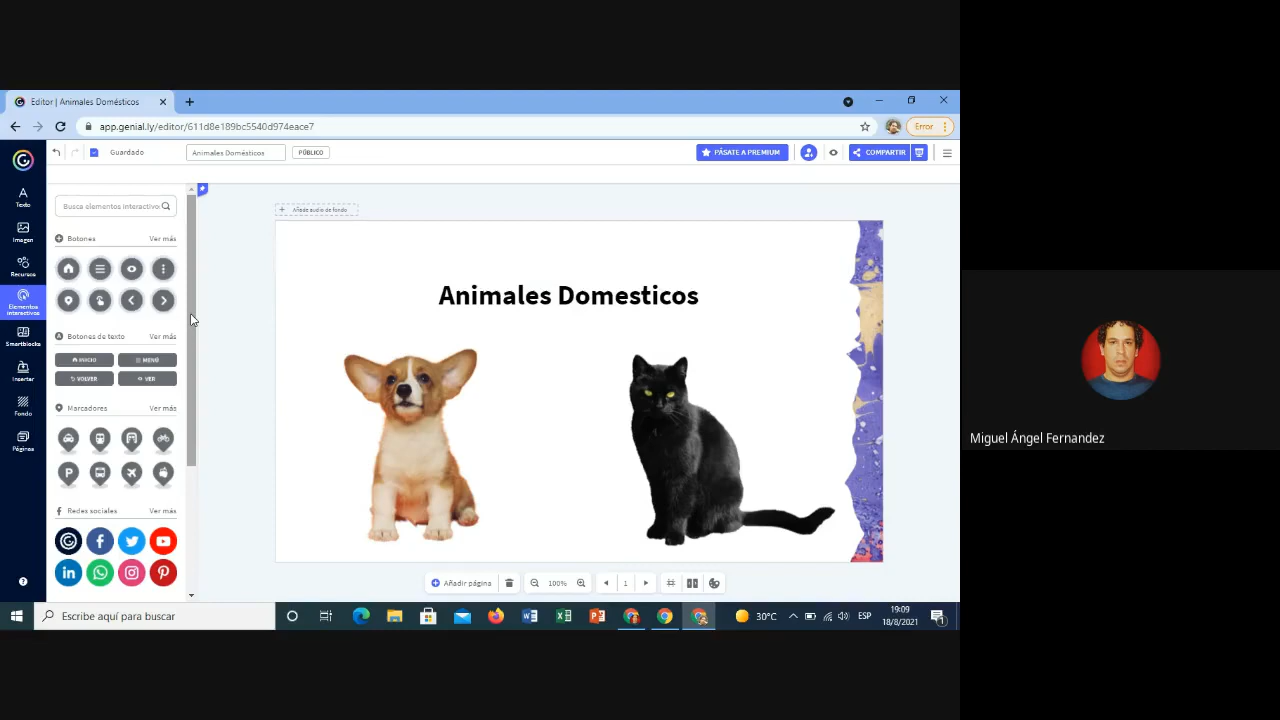 Editor | Animales Domésticos
app.genial.ly/editor/611d8e189bc5540d974eace7
Error
Guardado
Animales Domésticos
PÚBLICO
PÁSATE A PREMIUM
COMPARTIR
Texto
Imagen
Recursos
Elementos interactivos
Smartblocks
Insertar
Fondo
Páginas
Busca elementos interactivo
Botones
Ver más
Botones de texto
Ver más
INICIO
MENÚ
VOLVER
VER
Marcadores
Ver más
P
Redes sociales
Ver más
Añade audio de fondo
Animales Domesticos
Añadir página
100%
1
Miguel Ángel Fernandez
Escribe aquí para buscar
30°C
ESP
19:09
18/8/2021
1